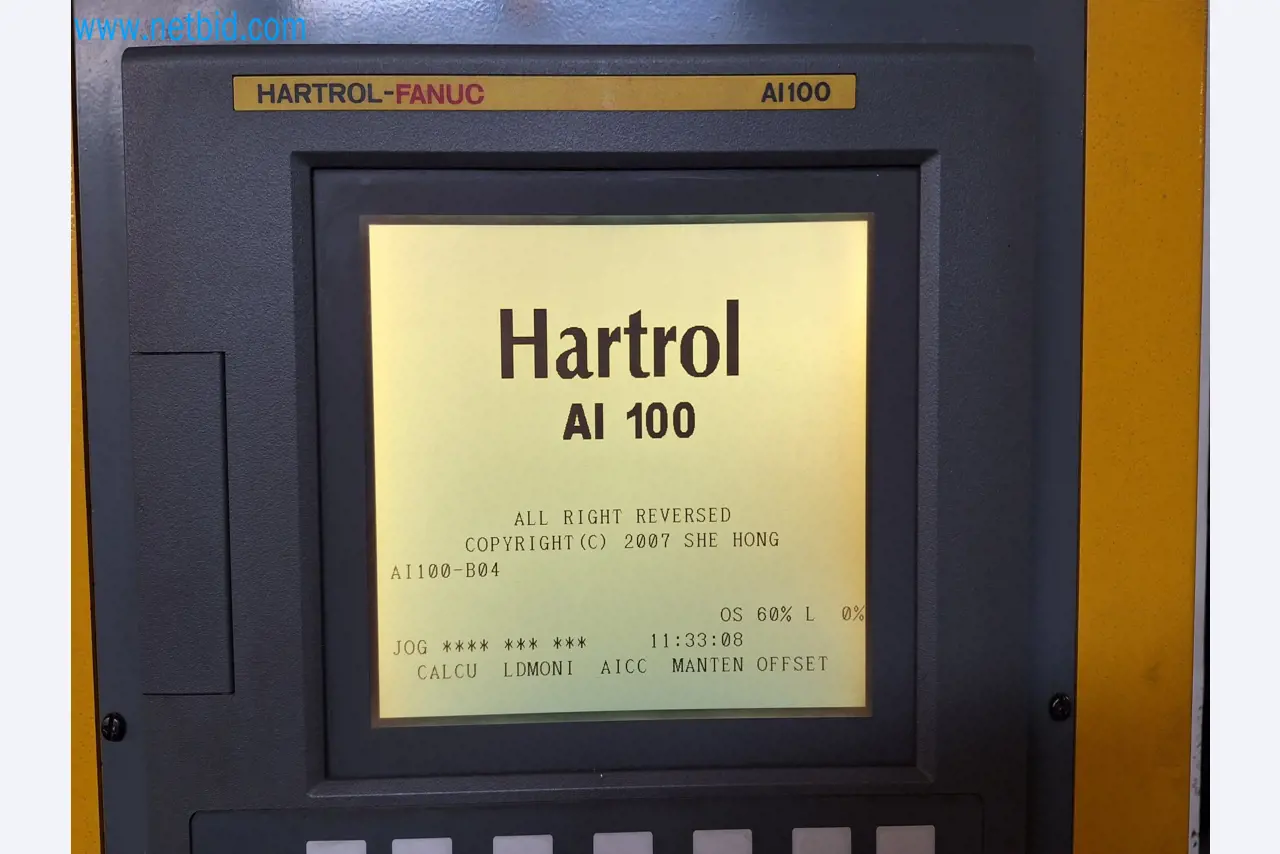 www.netbid.com
HARTROL-FANUC AI100
Hartrol
AI 100
ALL RIGHT REVERSED
COPYRIGHT(C) 2007 SHE HONG
AI100-B04
OS 60% L 0%
JOG **** *** *** 11:33:08
CALCU LDMONI AICC MANTEN OFFSET